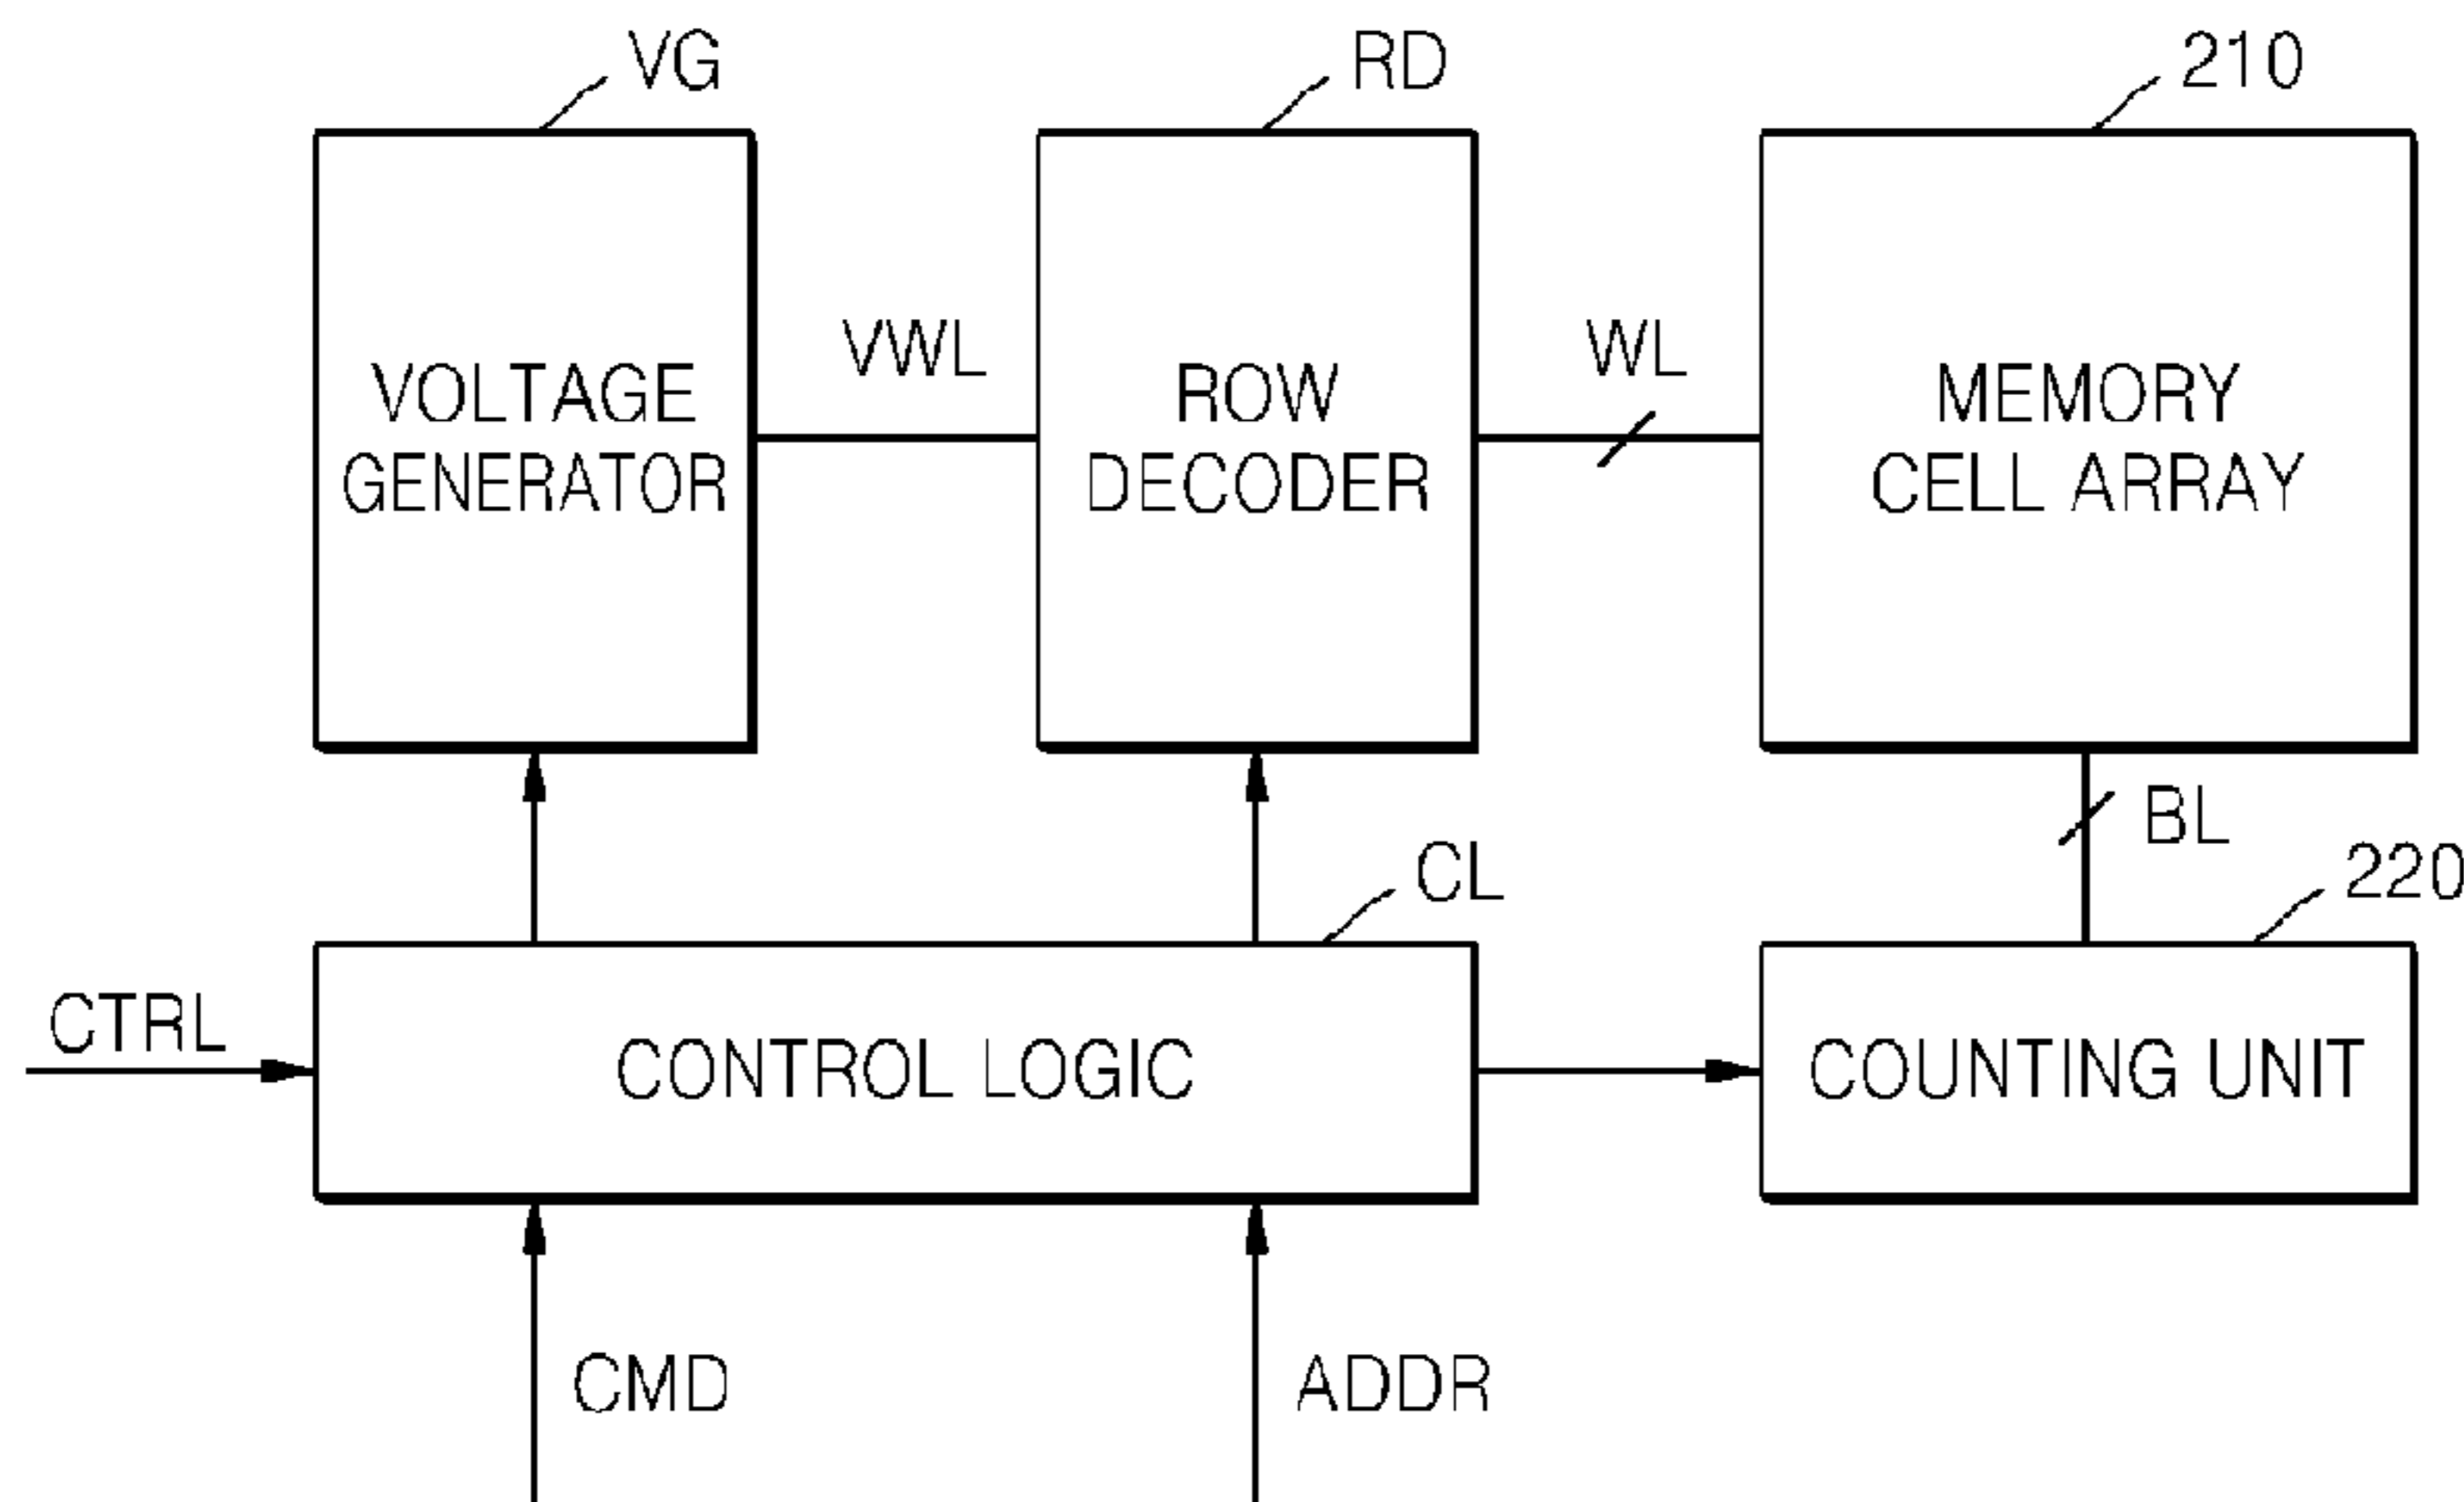 VG
RD
210
VOLTAGE
GENERATOR
VWL
ROW
DECODER
WL
MEMORY
CELL ARRAY
BL
CL
220
CTRL
CONTROL LOGIC
COUNTING UNIT
CMD
ADDR